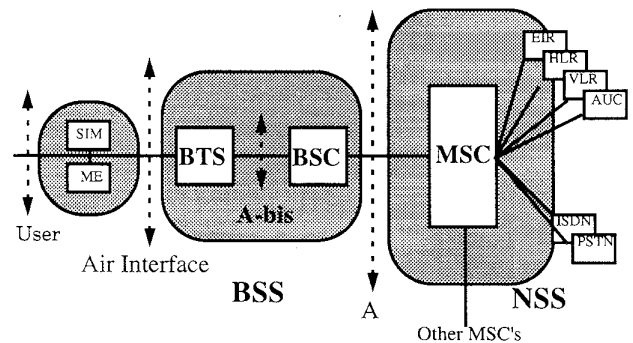 EIR
HLR
VLR
AUC
SIM
ME
BTS
BSC
MSC
A-bis
ISDN
PSTN
User
Air Interface
BSS
A
NSS
Other MSC's